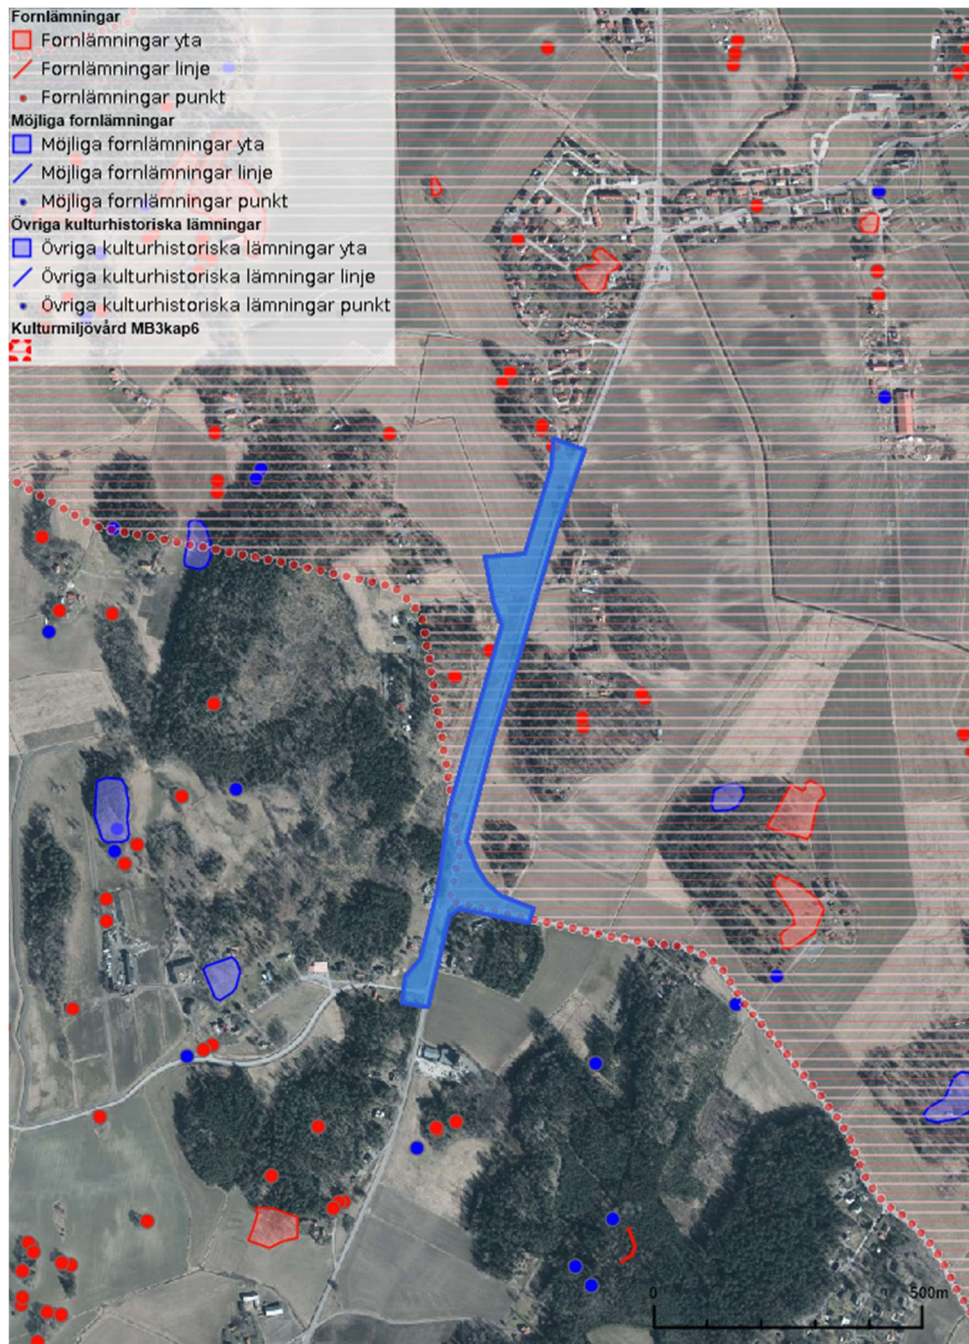 Fornlämningar
Fornlämningar yta
Fornlämningar linje
Fornlämningar punkt
Möjliga fornlämningar
Möjliga fornlämningar yta
Möjliga fornlämningar linje
Möjliga fornlämningar punkt
Övriga kulturhistoriska lämningar
Övriga kulturhistoriska lämningar yta
Övriga kulturhistoriska lämningar linje
Övriga kulturhistoriska lämningar punkt
Kulturmiljövård MB3kap6
0 500m